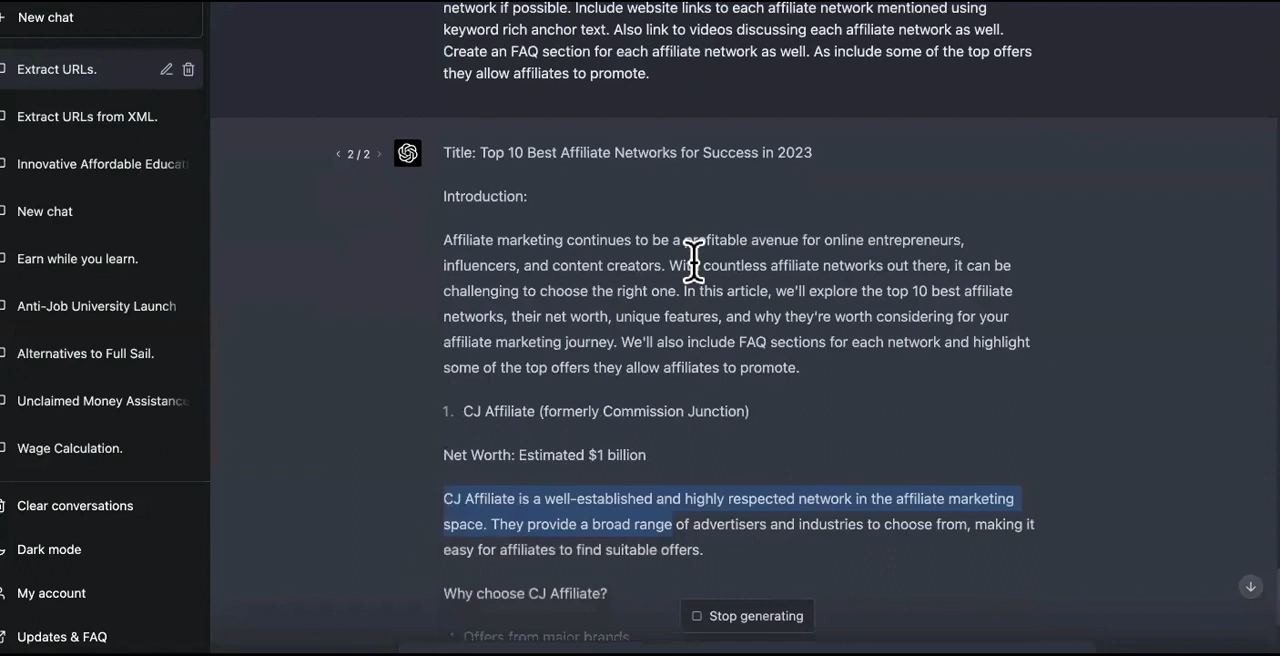 New chat
Extract URLs.
Extract URLs from XML.
Innovative Affordable Educat
New chat
Earn while you learn.
Anti-Job University Launch
Alternatives to Full Sail.
Unclaimed Money Assistance
Wage Calculation.
Clear conversations
Dark mode
My account
Updates & FAQ
network if possible. Include website links to each affiliate network mentioned using
keyword rich anchor text. Also link to videos discussing each affiliate network as well.
Create an FAQ section for each affiliate network as well. As include some of the top offers
they allow affiliates to promote.
2 / 2
Title: Top 10 Best Affiliate Networks for Success in 2023
Introduction:
Affiliate marketing continues to be a profitable avenue for online entrepreneurs,
influencers, and content creators. With countless affiliate networks out there, it can be
challenging to choose the right one. In this article, we'll explore the top 10 best affiliate
networks, their net worth, unique features, and why they're worth considering for your
affiliate marketing journey. We'll also include FAQ sections for each network and highlight
some of the top offers they allow affiliates to promote.
1. CJ Affiliate (formerly Commission Junction)
Net Worth: Estimated $1 billion
CJ Affiliate is a well-established and highly respected network in the affiliate marketing
space. They provide a broad range of advertisers and industries to choose from, making it
easy for affiliates to find suitable offers.
Why choose CJ Affiliate?
Stop generating
Offers from major brands